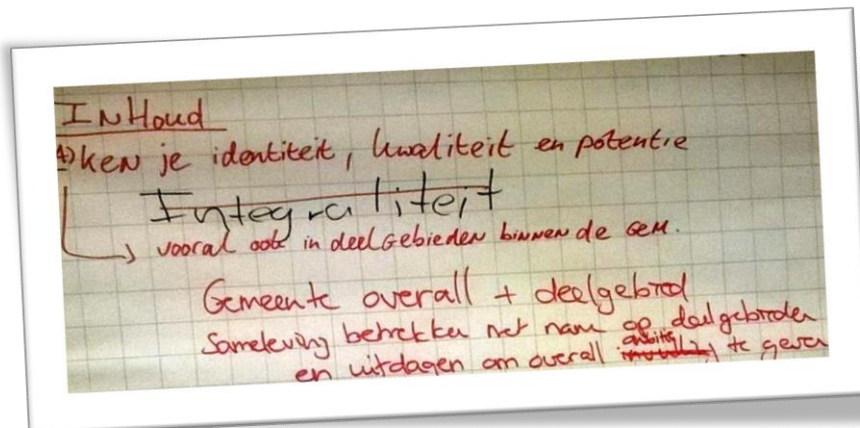 INHoud
A) ken je identiteit, kwaliteit en potentie
Integraliteit
vooral ook in deelGebieden binnen de Gem.
Gemeente overall + deelgebied
Samenleving betrekken met name op deelgebieden
en uitdagen om overall ambitie te geven